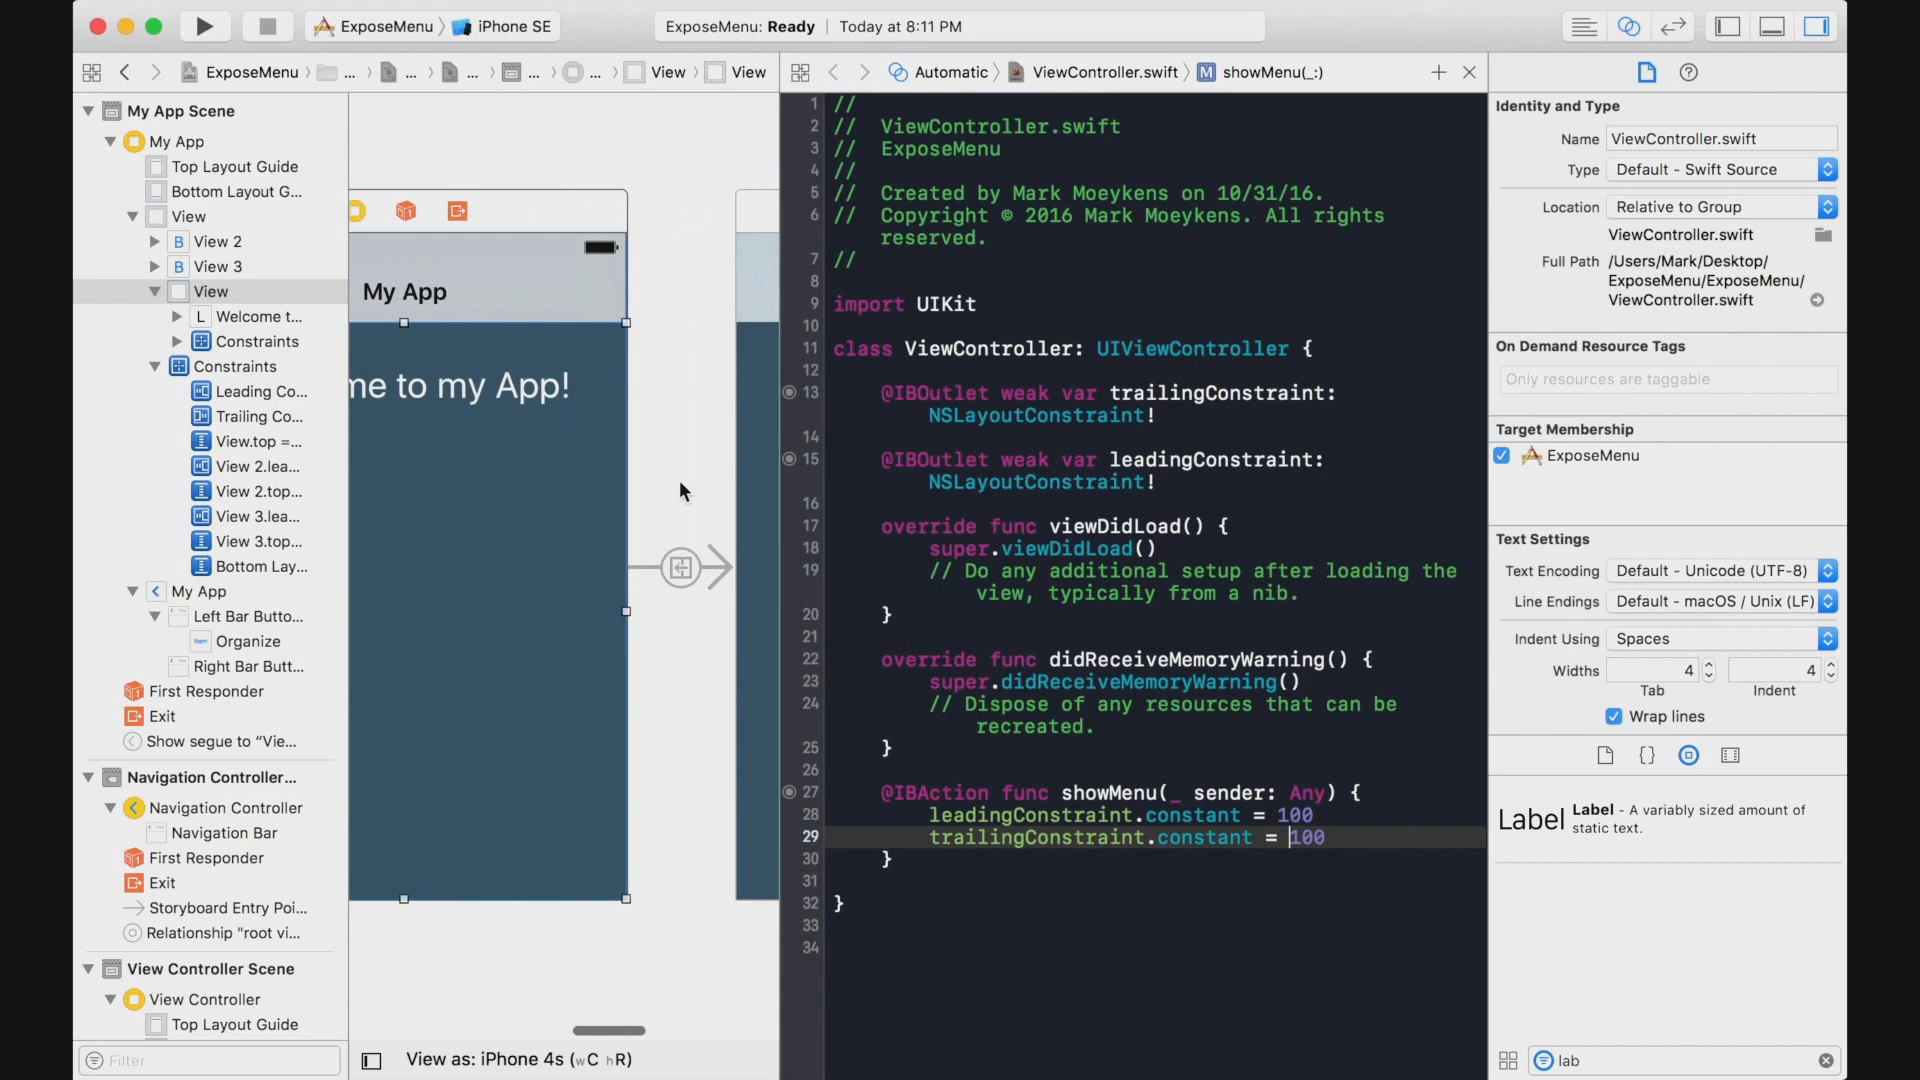 ExposeMenu
iPhone SE
ExposeMenu: Ready
Today at 8:11 PM
ExposeMenu
...
...
...
...
...
View
View
Automatic
ViewController.swift
M
showMenu(_:)
My App Scene
My App
Top Layout Guide
Bottom Layout G...
View
B View 2
B View 3
View
L Welcome t...
Constraints
Constraints
Leading Co...
Trailing Co...
View.top =...
View 2.lea...
View 2.top...
View 3.lea...
View 3.top...
Bottom Lay...
My App
Left Bar Butto...
Organize
Right Bar Butt...
First Responder
Exit
Show segue to “Vie...
Navigation Controller...
Navigation Controller
Navigation Bar
First Responder
Exit
Storyboard Entry Poi...
Relationship "root vi...
View Controller Scene
View Controller
Top Layout Guide
Filter
My App
me to my App!
View as: iPhone 4s (wC hR)
1 //
2 //  ViewController.swift
3 //  ExposeMenu
4 //
5 //  Created by Mark Moeykens on 10/31/16.
6 //  Copyright © 2016 Mark Moeykens. All rights
reserved.
7 //
8
9 import UIKit
10
11 class ViewController: UIViewController {
12
13 @IBOutlet weak var trailingConstraint:
NSLayoutConstraint!
14
15 @IBOutlet weak var leadingConstraint:
NSLayoutConstraint!
16
17 override func viewDidLoad() {
18 super.viewDidLoad()
19 // Do any additional setup after loading the
view, typically from a nib.
20 }
21
22 override func didReceiveMemoryWarning() {
23 super.didReceiveMemoryWarning()
24 // Dispose of any resources that can be
recreated.
25 }
26
27 @IBAction func showMenu(_ sender: Any) {
28 leadingConstraint.constant = 100
29 trailingConstraint.constant = 100
30 }
31
32 }
33
34
Identity and Type
Name ViewController.swift
Type Default - Swift Source
Location Relative to Group
ViewController.swift
Full Path /Users/Mark/Desktop/
ExposeMenu/ExposeMenu/
ViewController.swift
On Demand Resource Tags
Only resources are taggable
Target Membership
ExposeMenu
Text Settings
Text Encoding Default - Unicode (UTF-8)
Line Endings Default - macOS / Unix (LF)
Indent Using Spaces
Widths 4 4
Tab Indent
Wrap lines
{}
Label
Label - A variably sized amount of
static text.
lab